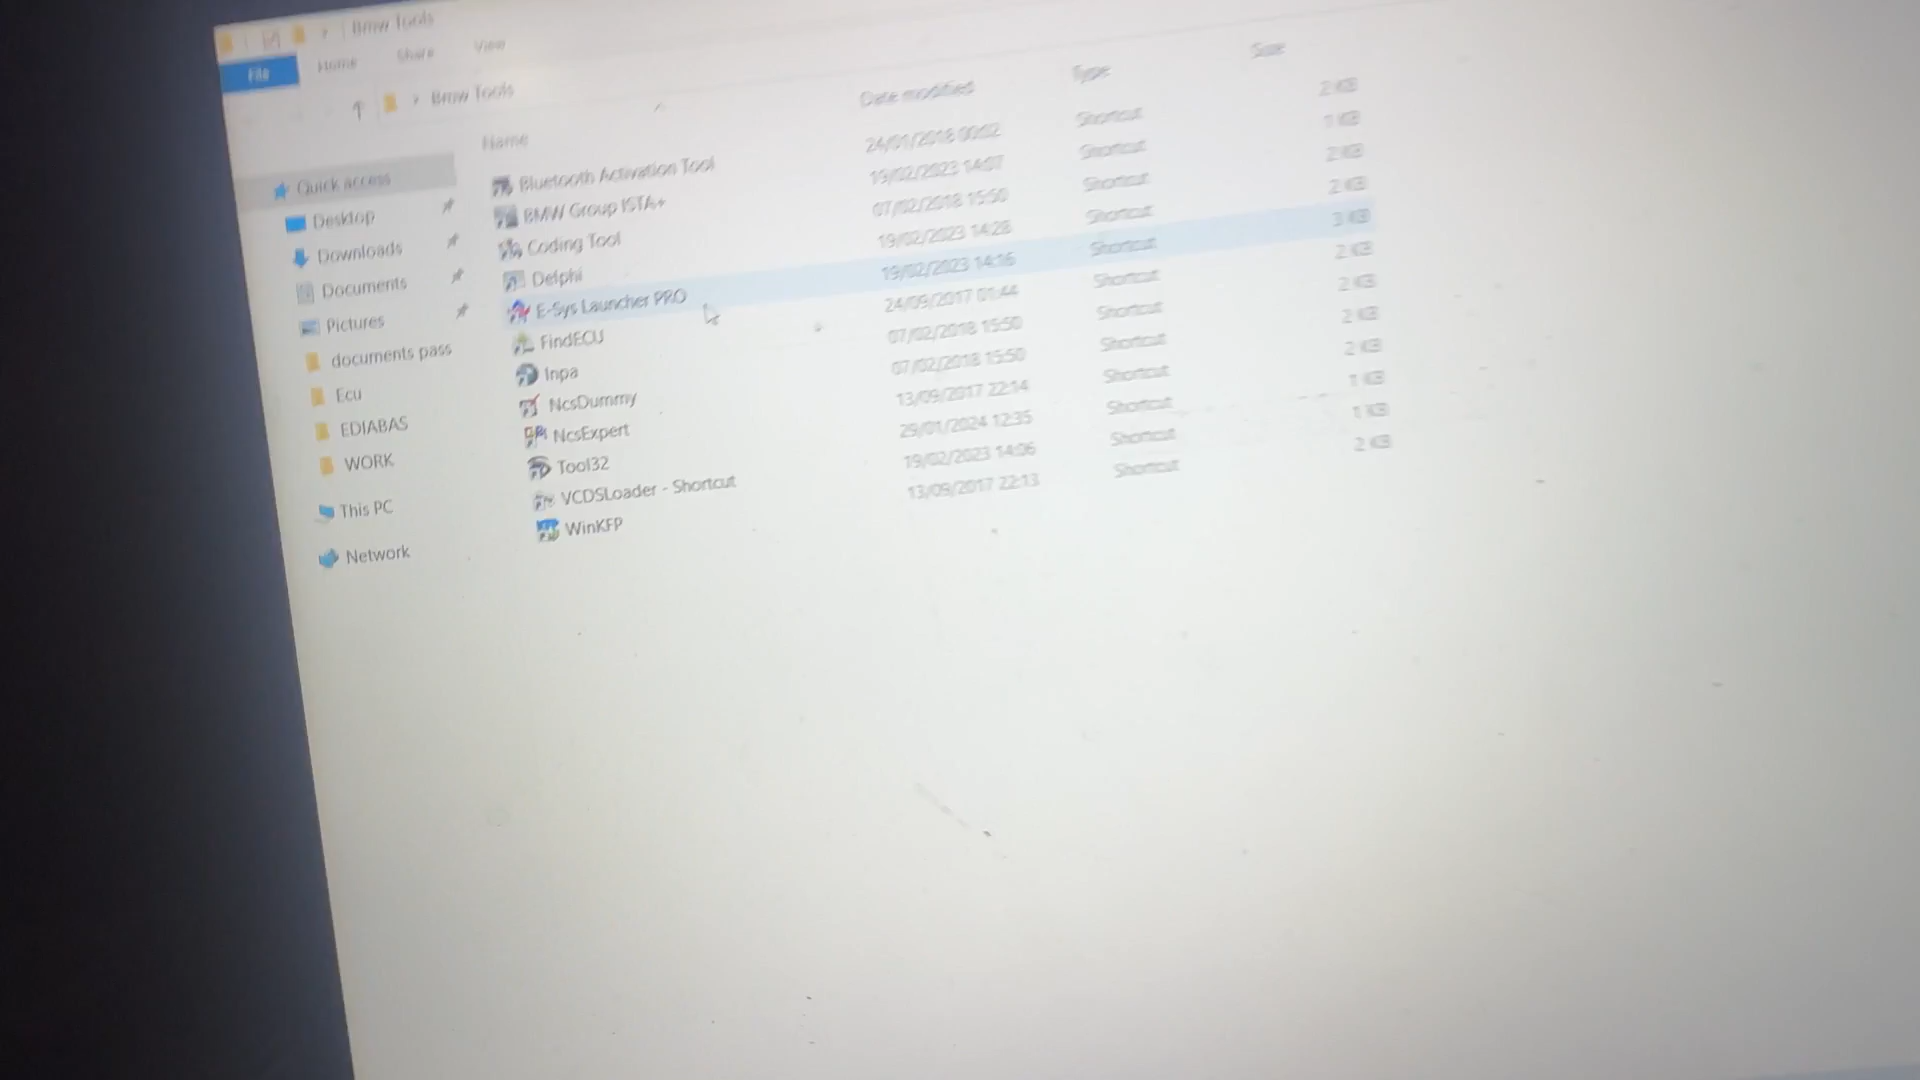 Bmw Tools
File Home Share View
Bmw Tools
Name Date modified Type Size
Quick access
Desktop
Downloads
Documents
Pictures
documents pass
Ecu
EDIABAS
WORK
This PC
Network
Bluetooth Activation Tool 24/01/2018 00:02 Shortcut 2 KB
BMW Group ISTA+ 19/02/2023 14:07 Shortcut 1 KB
Coding Tool 07/02/2018 15:50 Shortcut 2 KB
Delphi 19/02/2023 14:28 Shortcut 2 KB
E-Sys Launcher PRO 19/02/2023 14:16 Shortcut 3 KB
FindECU 24/09/2017 01:44 Shortcut 2 KB
Inpa 07/02/2018 15:50 Shortcut 2 KB
NcsDummy 07/02/2018 15:50 Shortcut 2 KB
NcsExpert 13/09/2017 22:14 Shortcut 2 KB
Tool32 29/01/2024 12:35 Shortcut 1 KB
VCDSLoader - Shortcut 19/02/2023 14:06 Shortcut 1 KB
WinKFP 13/09/2017 22:13 Shortcut 2 KB